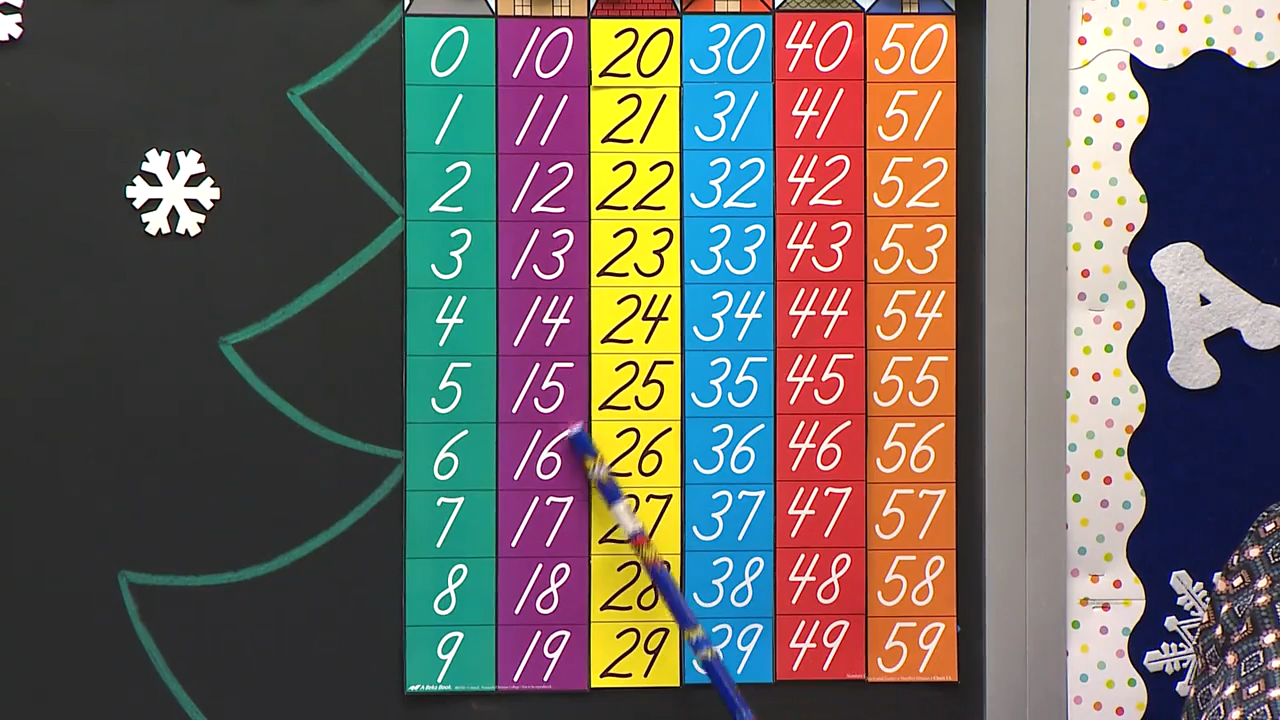 0 10 20 30 40 50
1 11 21 31 41 51
2 12 22 32 42 52
3 13 23 33 43 53
4 14 24 34 44 54
5 15 25 35 45 55
6 16 26 36 46 56
7 17 27 37 47 57
8 18 28 38 48 58
9 19 29 39 49 59
A Beka Book
A